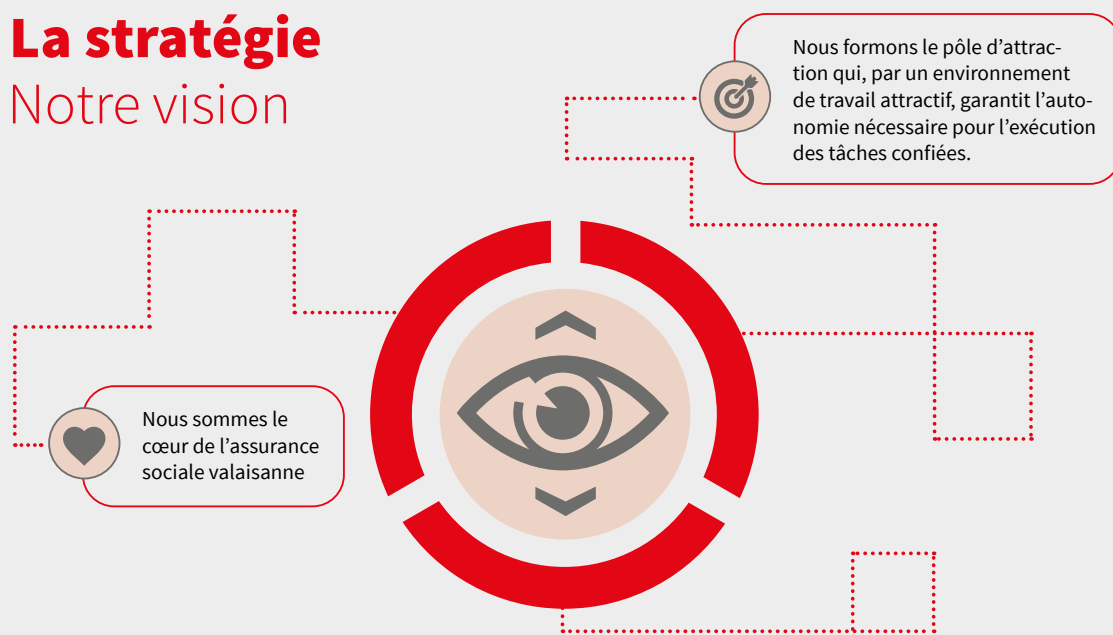 La stratégie
Notre vision
Nous formons le pôle d’attrac-
tion qui, par un environnement
de travail attractif, garantit l’auto-
nomie nécessaire pour l’exécution
des tâches confiées.
Nous sommes le
cœur de l’assurance
sociale valaisanne